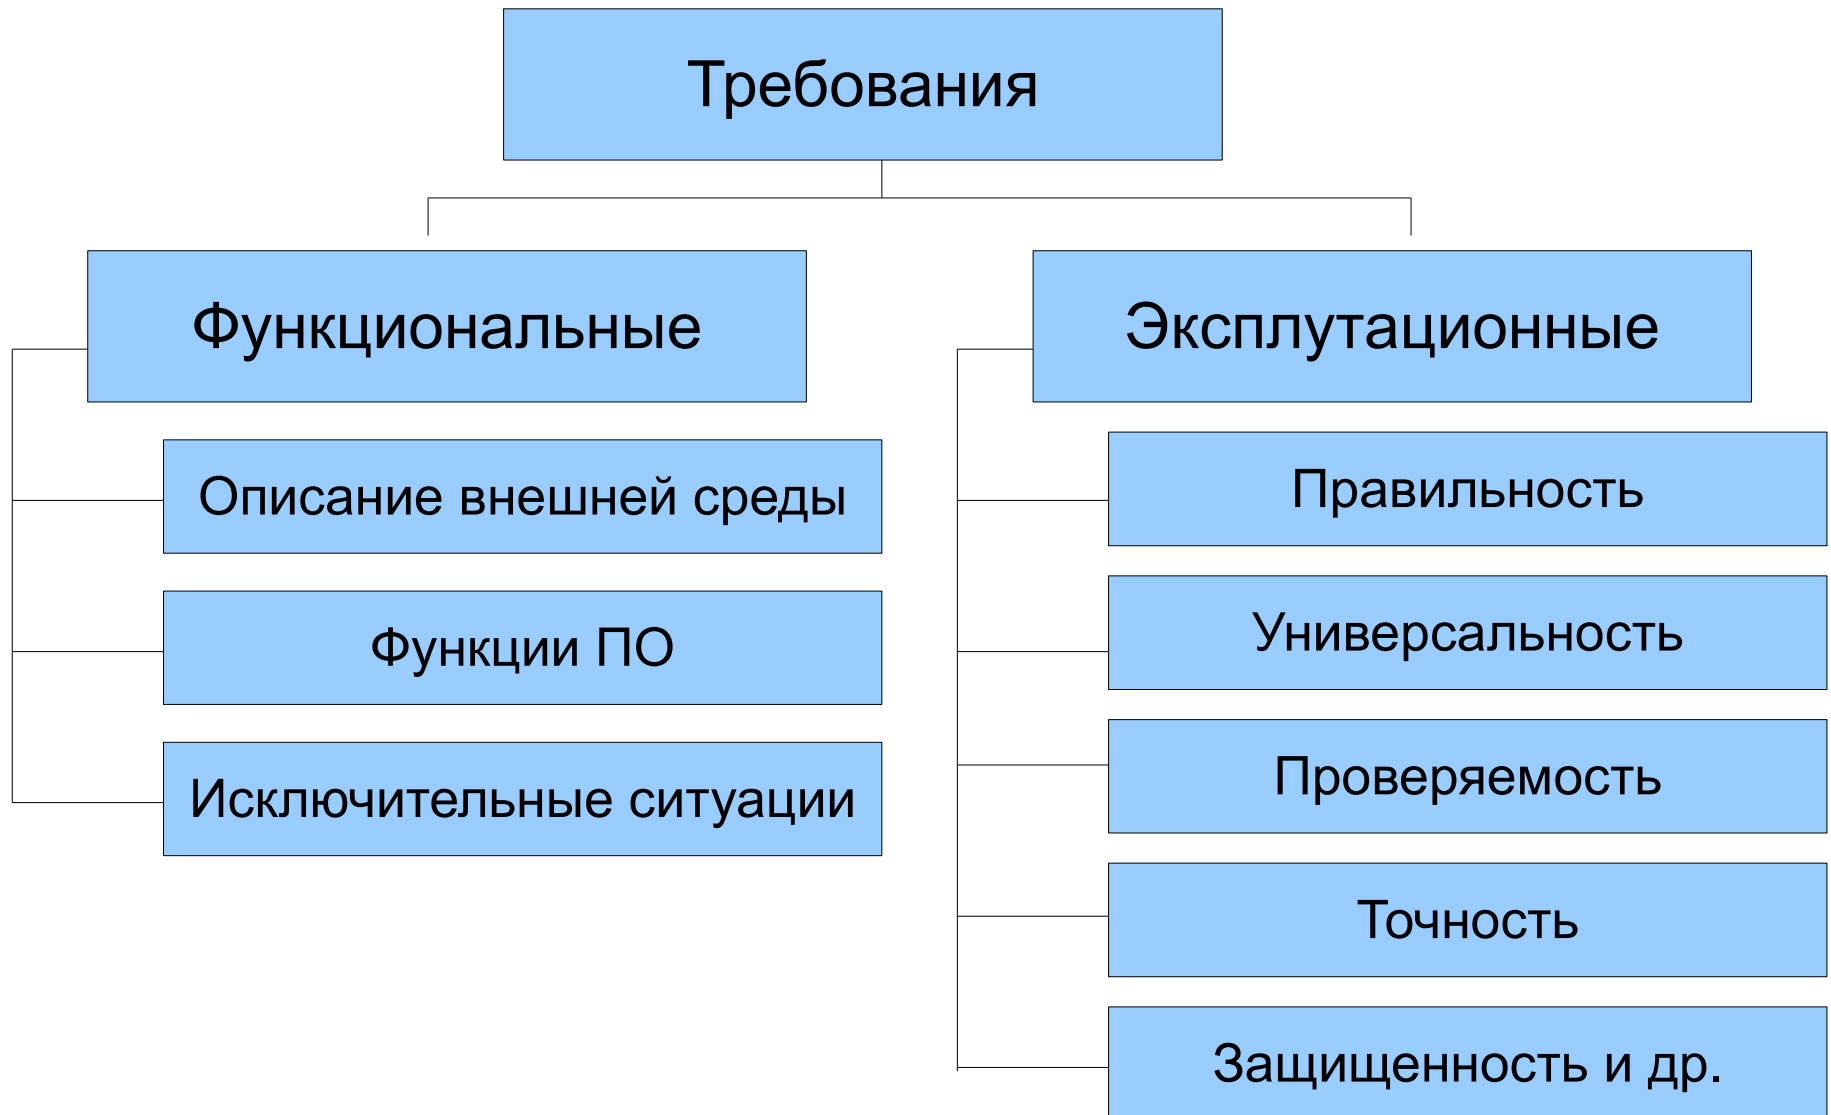 Требования
Функциональные
Описание внешней среды
Функции ПО
Исключительные ситуации
Эксплутационные
Правильность
Универсальность
Проверяемость
Точность
Защищенность и др.